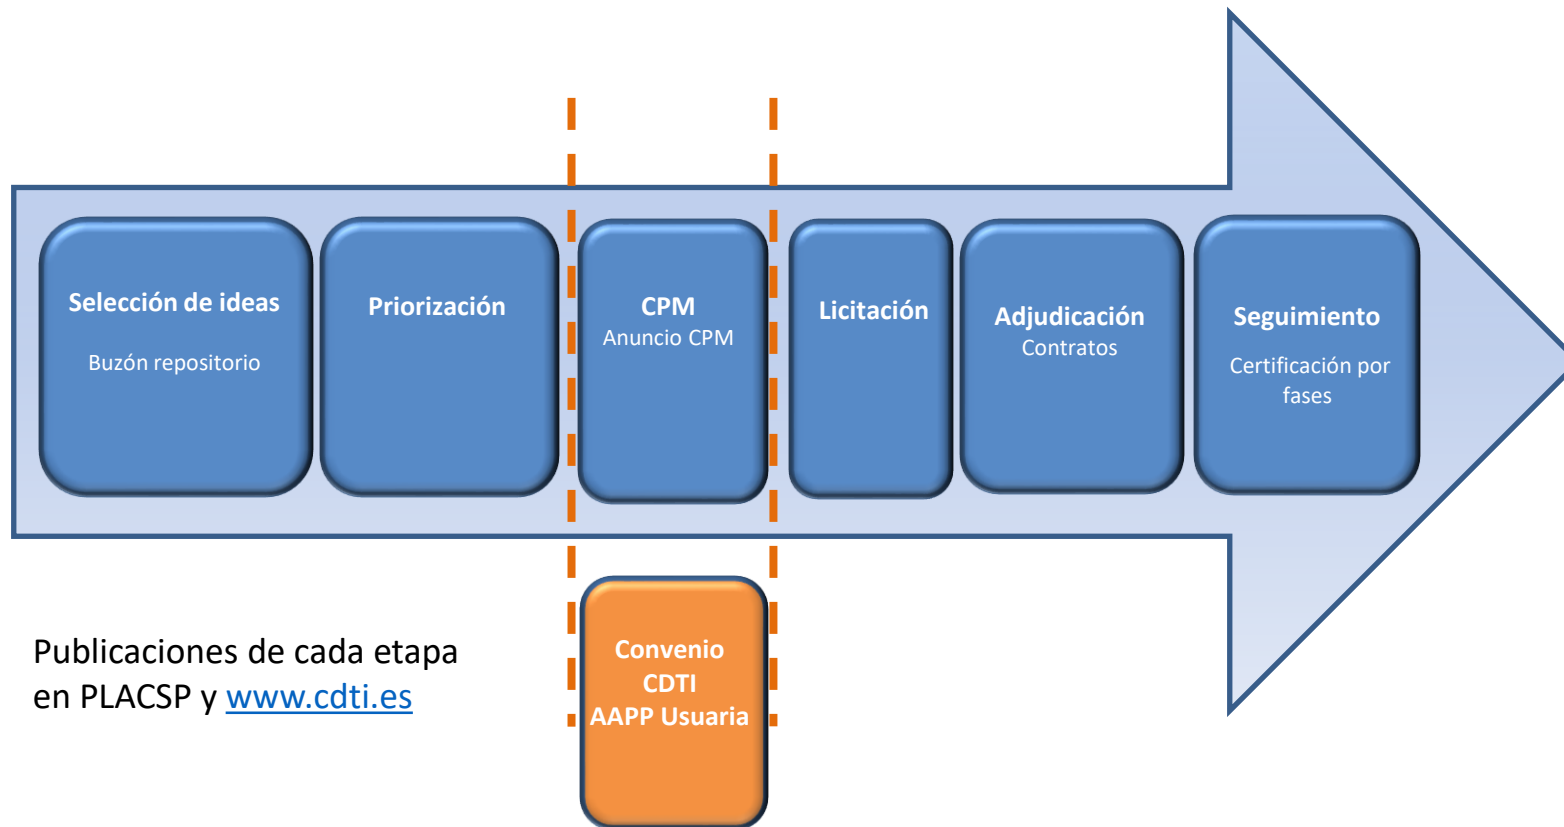 Selección de ideas
Buzón repositorio
Priorización
CPM
Anuncio CPM
Licitación
Adjudicación
Contratos
Seguimiento
Certificación por
fases
Publicaciones de cada etapa
en PLACSP y www.cdti.es
Convenio
CDTI
AAPP Usuaria